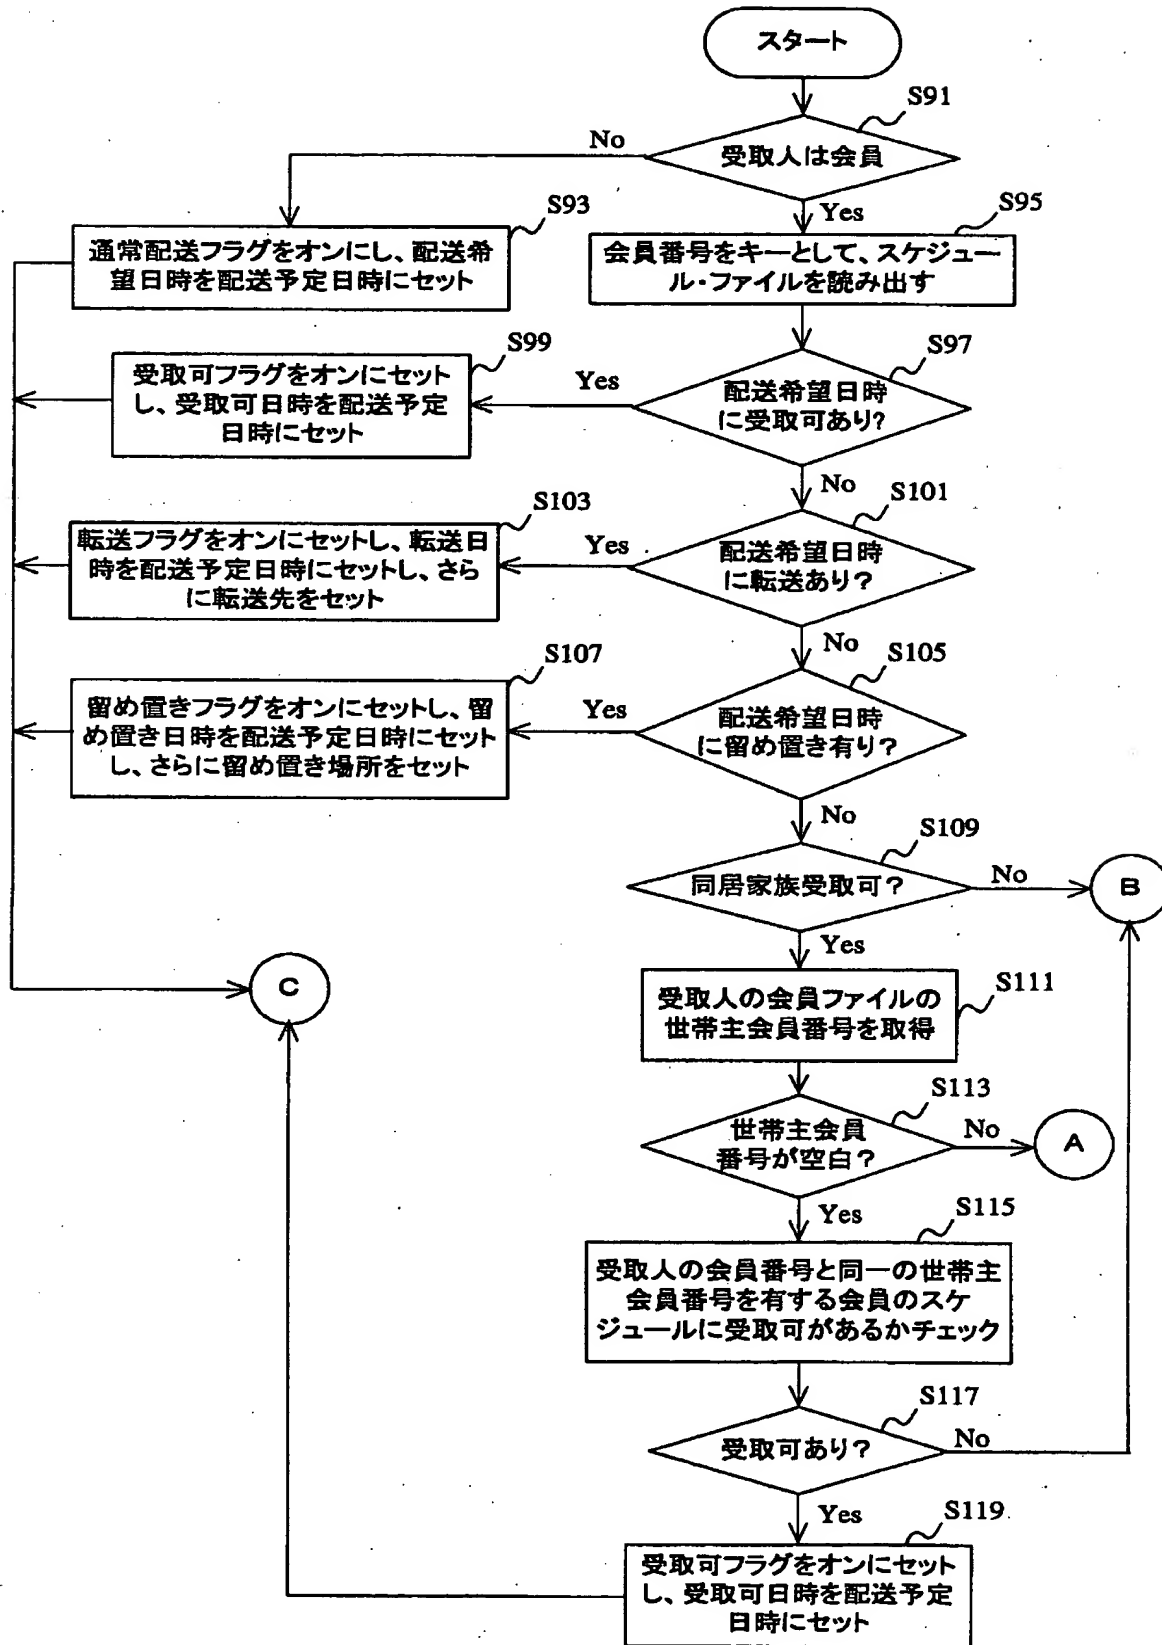 スタート
S91
受取人は会員
No
Yes
S93
通常配送フラグをオンにし、配送希
望日時を配送予定日時にセット
S95
会員番号をキーとして、スケジュー
ル・ファイルを読み出す
S97
配送希望日時
に受取可あり?
Yes
No
S99
受取可フラグをオンにセット
し、受取可日時を配送予定
日時にセット
S101
配送希望日時
に転送あり?
Yes
No
S103
転送フラグをオンにセットし、転送日
時を配送予定日時にセットし、さら
に転送先をセット
S105
配送希望日時
に留め置き有り?
Yes
No
S107
留め置きフラグをオンにセットし、留
め置き日時を配送予定日時にセット
し、さらに留め置き場所をセット
S109
同居家族受取可?
No
B
Yes
C
S111
受取人の会員ファイルの
世帯主会員番号を取得
S113
世帯主会員
番号が空白?
No
A
Yes
S115
受取人の会員番号と同一の世帯主
会員番号を有する会員のスケ
ジュールに受取可があるかチェック
S117
受取可あり?
No
Yes
S119
受取可フラグをオンにセット
し、受取可日時を配送予定
日時にセット